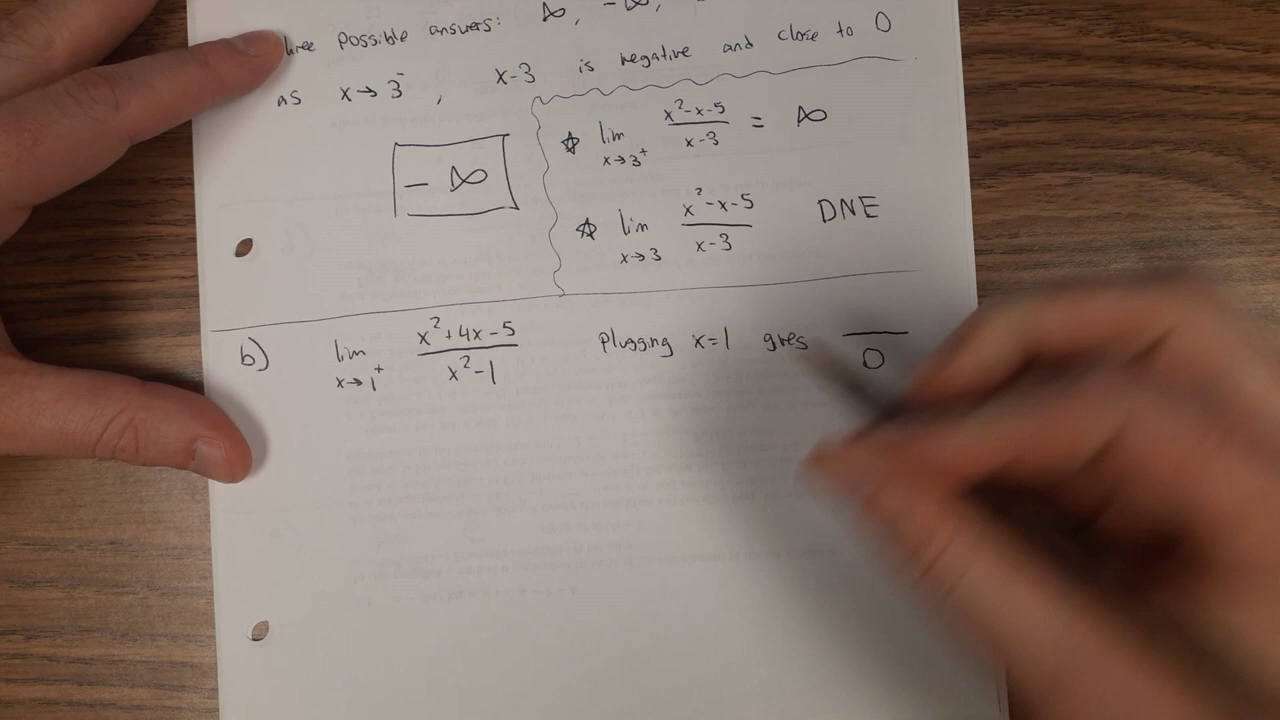 Possible answers: ∞, -∞,
as x→3⁻, x-3 is negative and close to 0
- ∞
☆ lim x→3⁺ (x²-x-5)/(x-3) = ∞
☆ lim x→3 (x²-x-5)/(x-3) DNE
b) lim x→1⁺ (x²+4x-5)/(x²-1) Plugging x=1 gives /0